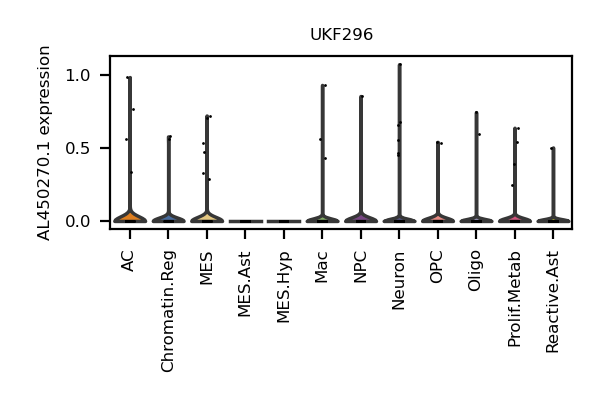 UKF296
AL450270.1 expression
1.0
0.5
0.0
AC
Chromatin.Reg
MES
MES.Ast
MES.Hyp
Mac
NPC
Neuron
OPC
Oligo
Prolif.Metab
Reactive.Ast